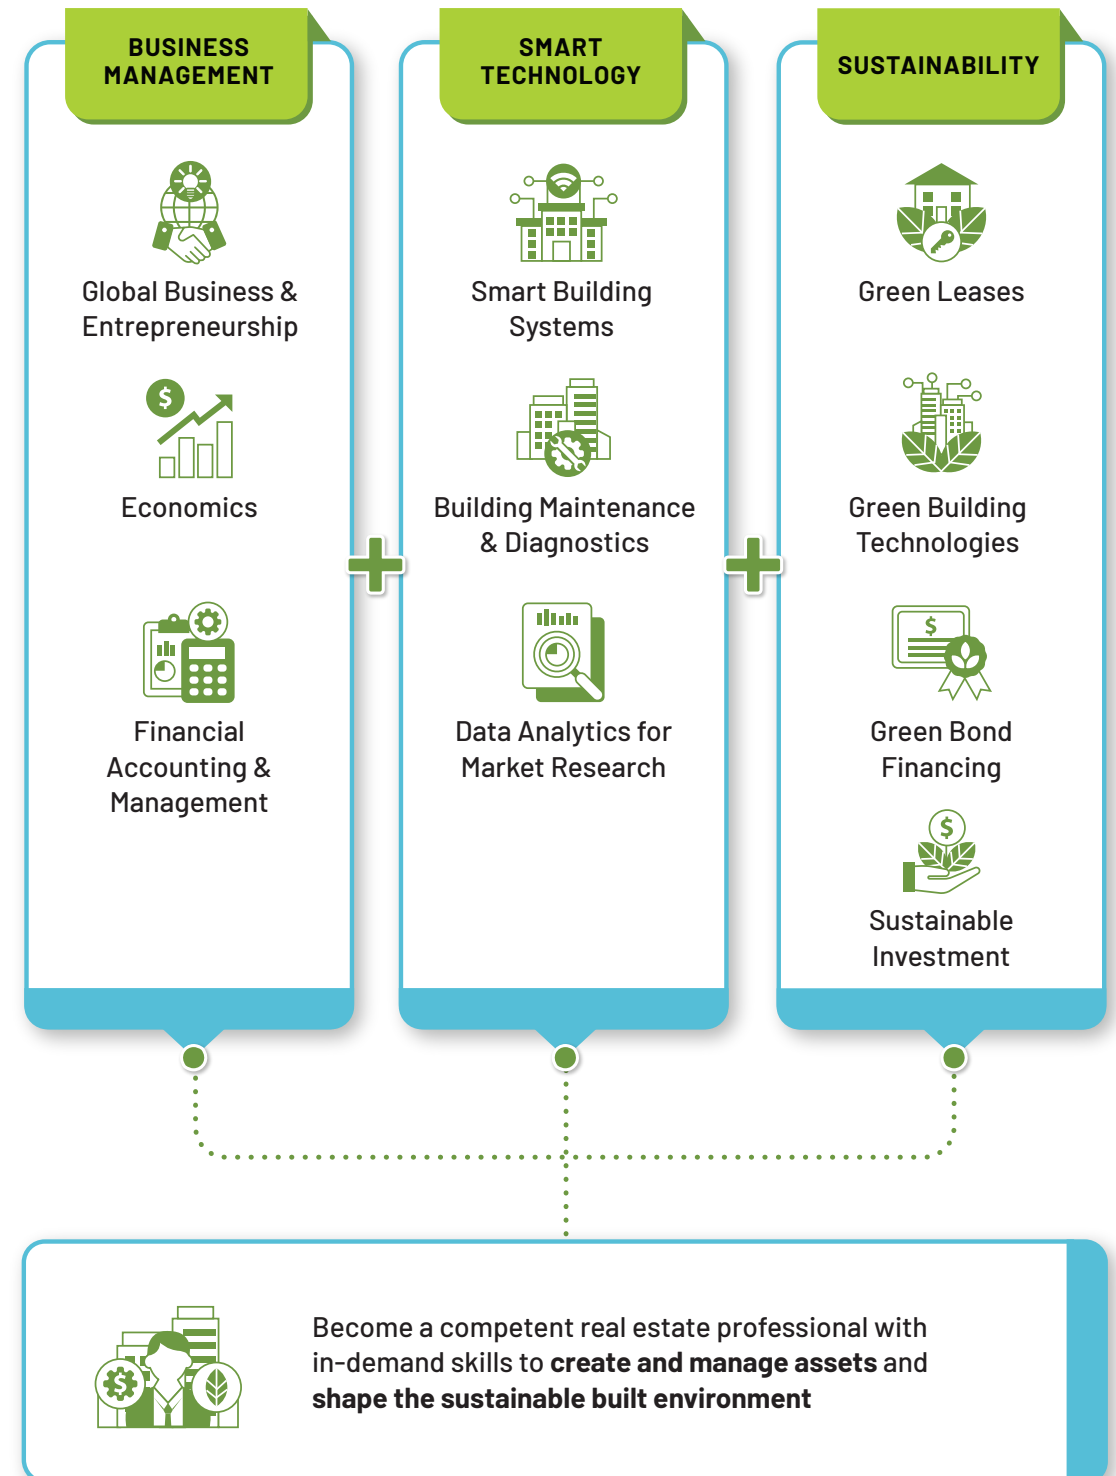 BUSINESS
MANAGEMENT
Global Business &
Entrepreneurship
$
Economics
Financial
Accounting &
Management
SMART
TECHNOLOGY
Smart Building
Systems
Building Maintenance
& Diagnostics
Data Analytics for
Market Research
SUSTAINABILITY
Green Leases
Green Building
Technologies
$
Green Bond
Financing
$
Sustainable
Investment
$
Become a competent real estate professional with
in-demand skills to create and manage assets and
shape the sustainable built environment